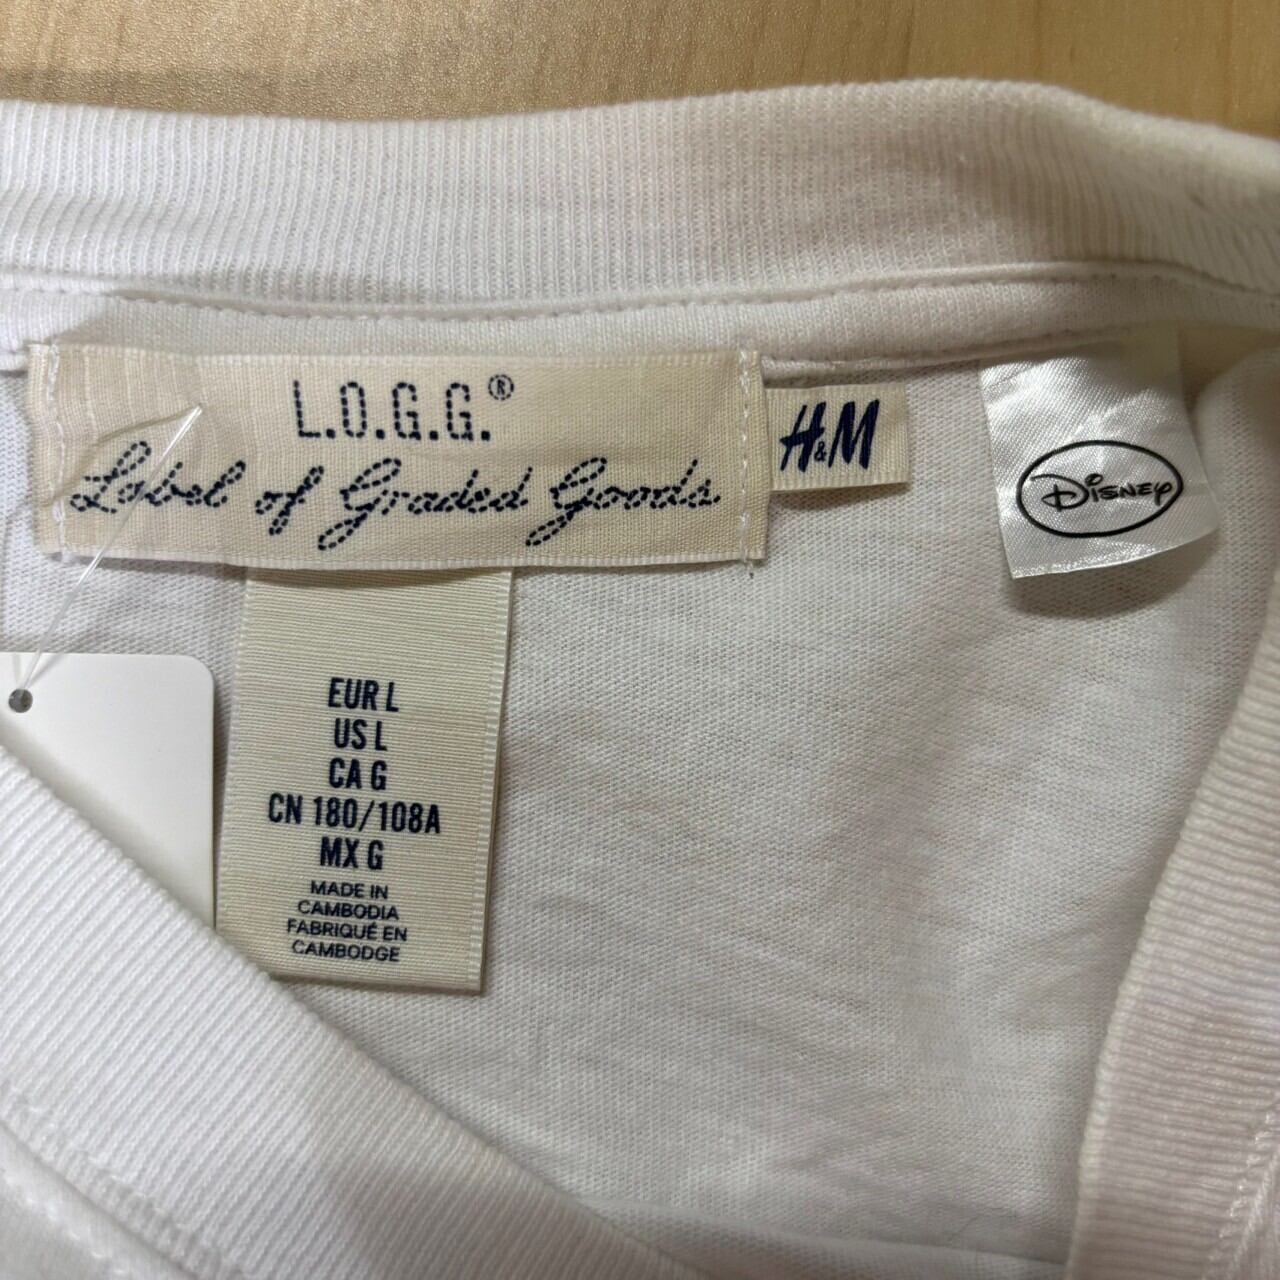 L.O.G.G.®
Label of Graded Goods.
H&M
Disney
EUR L
US L
CA G
CN 180/108A
MX G
MADE IN
CAMBODIA
FABRIQUÉ EN
CAMBODGE